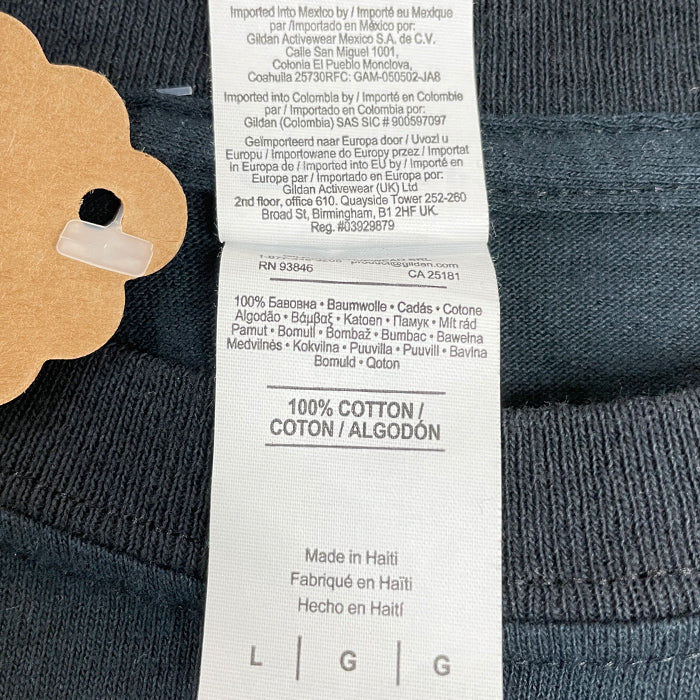 Imported into Mexico by / Importé au Mexique
par /Importado en México por:
Gildan Activewear Mexico S.A. de C.V.
Calle San Miguel 1001,
Colonia El Pueblo Monclova,
Coahuila 25730RFC: GAM-050502-JA8
Imported into Colombia by / Importé en Colombie
par / Importado en Colombia por:
Gildan (Colombia) SAS SIC # 900597097
Geïmporteerd naar Europa door / Uvozl u
Europu / Importowane do Europy przez / Importat
in Europa de / Imported into EU by / Importé en
Europe par / Importado en Europa por:
Gildan Activewear (UK) Ltd
2nd floor, office 610. Quayside Tower 252-260
Broad St, Birmingham, B1 2HF UK.
Reg. #03929879
product@gildan.com
RN 93846 CA 25181
100% Бавовна • Baumwolle • Cadás • Cotone
Algodão • Βάμβαξ • Katoen • Памук • Mít rád
Pamut • Bomull • Bombaž • Bumbac • Bawełna
Medvilnės • Kokvilna • Puuvilla • Puuvill • Bavlna
Bomuld • Qoton
100% COTTON /
COTON / ALGODÓN
Made in Haiti
Fabriqué en Haïti
Hecho en Haití
L | G | G